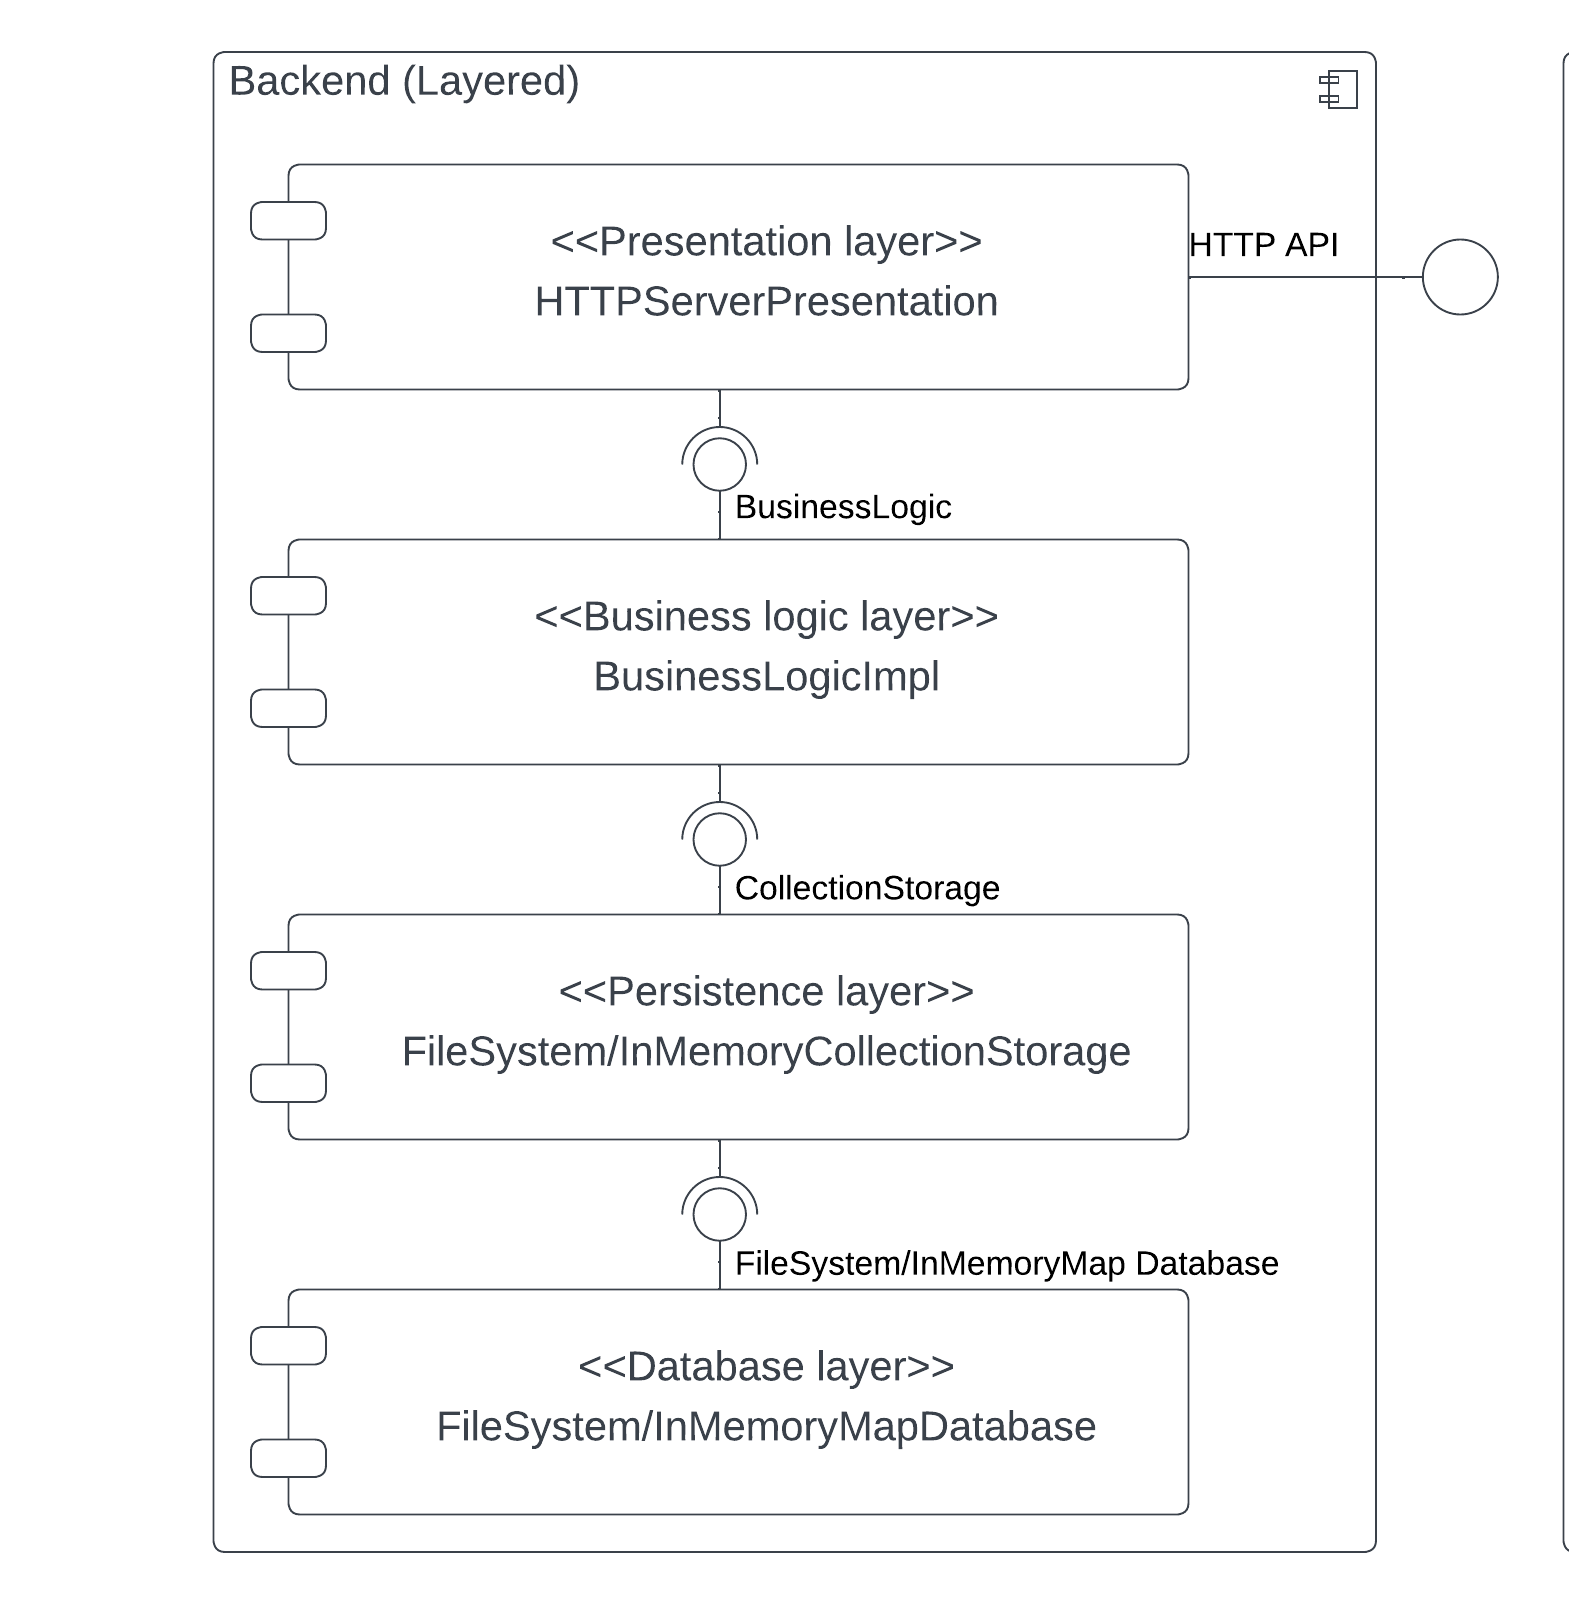 Backend (Layered)
<<Presentation layer>>
HTTPServerPresentation
HTTP API
BusinessLogic
<<Business logic layer>>
BusinessLogicImpl
CollectionStorage
<<Persistence layer>>
FileSystem/InMemoryCollectionStorage
FileSystem/InMemoryMap Database
<<Database layer>>
FileSystem/InMemoryMapDatabase